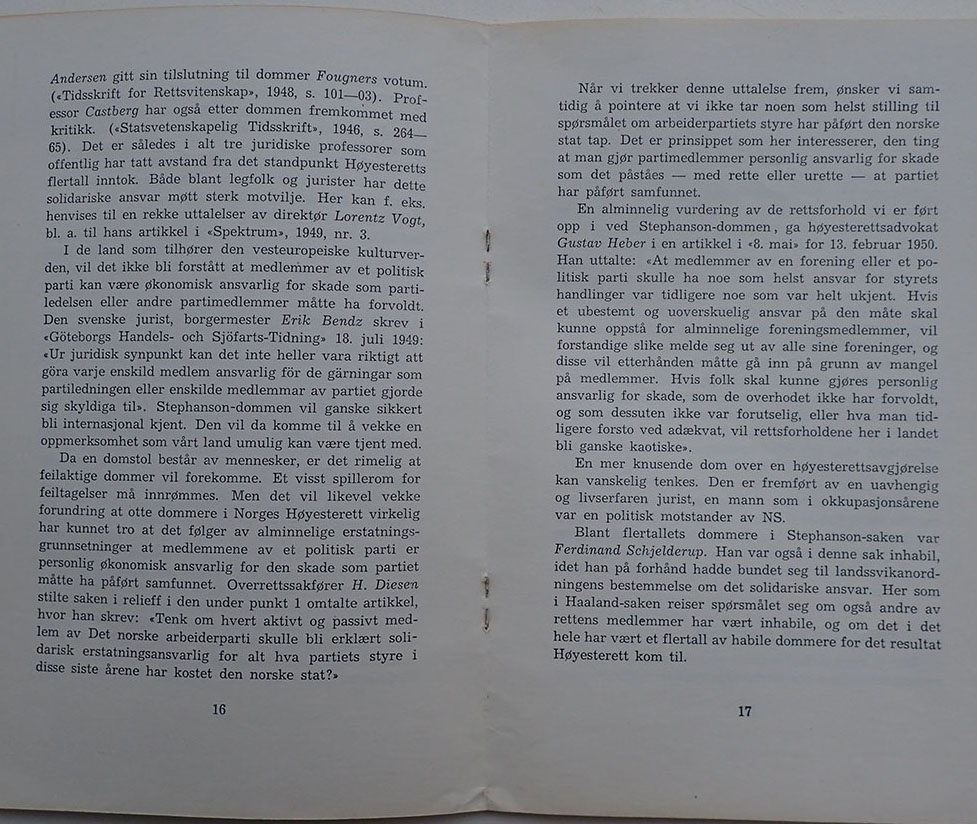 Andersen gitt sin tilslutning til dommer Fougners votum.
(«Tidsskrift for Rettsvitenskap», 1948, s. 101—03). Prof-
essor Castberg har også etter dommen fremkommet med
kritikk. («Statsvetenskapelig Tidsskrift», 1946, s. 264—
65). Det er således i alt tre juridiske professorer som
offentlig har tatt avstand fra det standpunkt Høyesteretts
flertall inntok. Både blant legfolk og jurister har dette
solidariske ansvar møtt sterk motvilje. Her kan f. eks.
henvises til en rekke uttalelser av direktør Lorentz Vogt,
bl. a. til hans artikkel i «Spektrum», 1949, nr. 3.
I de land som tilhører den vesteuropeiske kulturver-
den, vil det ikke bli forstått at medlemmer av et politisk
parti kan være økonomisk ansvarlig for skade som parti-
ledelsen eller andre partimedlemmer måtte ha forvoldt.
Den svenske jurist, borgermester Erik Bendz skrev i
«Göteborgs Handels- och Sjöfarts-Tidning» 18. juli 1949:
«Ur juridisk synpunkt kan det inte heller vara riktigt att
göra varje enskild medlem ansvarlig för de gärningar som
partiledningen eller enskilde medlemmar av partiet gjorde
sig skyldiga til». Stephanson-dommen vil ganske sikkert
bli internasjonal kjent. Den vil da komme til å vekke en
oppmerksomhet som vårt land umulig kan være tjent med.
Da en domstol består av mennesker, er det rimelig at
feilaktige dommer vil forekomme. Et visst spillerom for
feiltagelser må innrømmes. Men det vil likevel vekke
forundring at otte dommere i Norges Høyesterett virkelig
har kunnet tro at det følger av alminnelige erstatnings-
grunnsetninger at medlemmene av et politisk parti er
personlig økonomisk ansvarlig for den skade som partiet
måtte ha påført samfunnet. Overrettssakfører H. Diesen
stilte saken i relieff i den under punkt 1 omtalte artikkel,
hvor han skrev: «Tenk om hvert aktivt og passivt med-
lem av Det norske arbeiderparti skulle bli erklært soli-
darisk erstatningsansvarlig for alt hva partiets styre i
disse siste årene har kostet den norske stat?»
16
Når vi trekker denne uttalelse frem, ønsker vi sam-
tidig å pointere at vi ikke tar noen som helst stilling til
spørsmålet om arbeiderpartiets styre har påført den norske
stat tap. Det er prinsippet som her interesserer, den ting
at man gjør partimedlemmer personlig ansvarlig for skade
som det påståes — med rette eller urette — at partiet
har påført samfunnet.
En alminnelig vurdering av de rettsforhold vi er ført
opp i ved Stephanson-dommen, ga høyesterettsadvokat
Gustav Heber i en artikkel i «8. mai» for 13. februar 1950.
Han uttalte: «At medlemmer av en forening eller et po-
litisk parti skulle ha noe som helst ansvar for styrets
handlinger var tidligere noe som var helt ukjent. Hvis
et ubestemt og uoverskuelig ansvar på den måte skal
kunne oppstå for alminnelige foreningsmedlemmer, vil
forstandige slike melde seg ut av alle sine foreninger, og
disse vil etterhånden måtte gå inn på grunn av mangel
på medlemmer. Hvis folk skal kunne gjøres personlig
ansvarlig for skade, som de overhodet ikke har forvoldt,
og som dessuten ikke var forutselig, eller hva man tid-
ligere forsto ved adækvat, vil rettsforholdene her i landet
bli ganske kaotiske».
En mer knusende dom over en høyesterettsavgjørelse
kan vanskelig tenkes. Den er fremført av en uavhengig
og livserfaren jurist, en mann som i okkupasjonsårene
var en politisk motstander av NS.
Blant flertallets dommere i Stephanson-saken var
Ferdinand Schjelderup. Han var også i denne sak inhabil,
idet han på forhånd hadde bundet seg til landssvikanord-
ningens bestemmelse om det solidariske ansvar. Her som
i Haaland-saken reiser spørsmålet seg om også andre av
rettens medlemmer har vært inhabile, og om det i det
hele har vært et flertall av habile dommere for det resultat
Høyesterett kom til.
17